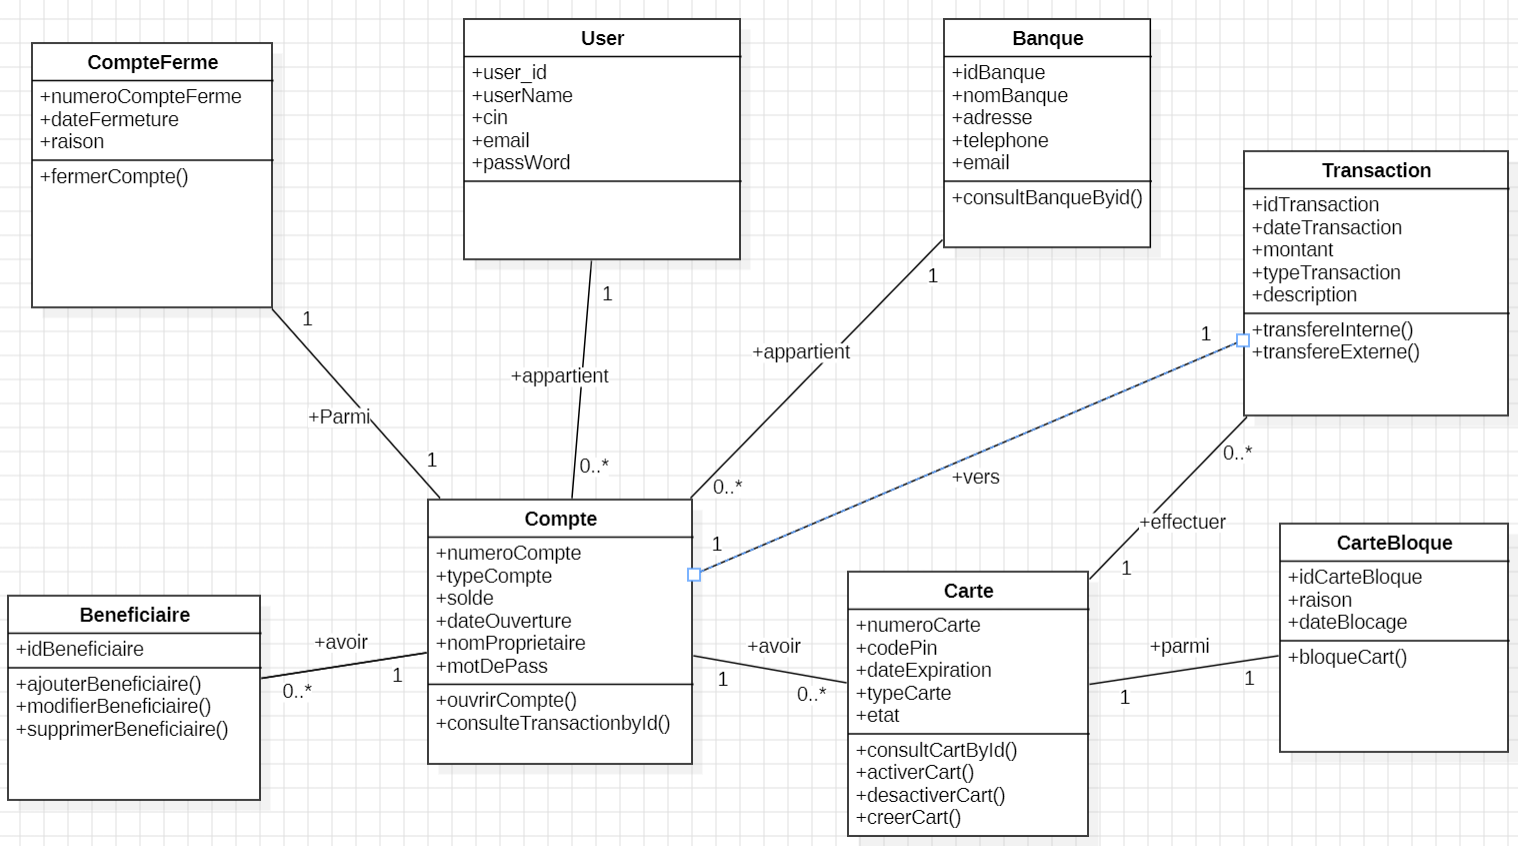 CompteFerme
+numeroCompteFerme
+dateFermeture
+raison
+fermerCompte()
User
+user_id
+userName
+cin
+email
+passWord
Banque
+idBanque
+nomBanque
+adresse
+telephone
+email
+consultBanqueByid()
Transaction
+idTransaction
+dateTransaction
+montant
+typeTransaction
+description
+transfereInterne()
+transfereExterne()
1
+Parmi
1
1
+appartient
0..*
1
+appartient
0..*
1
+vers
1
0..*
+effectuer
1
Compte
+numeroCompte
+typeCompte
+solde
+dateOuverture
+nomProprietaire
+motDePass
+ouvrirCompte()
+consulteTransactionbyId()
Beneficiaire
+idBeneficiaire
+ajouterBeneficiaire()
+modifierBeneficiaire()
+supprimerBeneficiaire()
+avoir
0..*
1
+avoir
1
0..*
Carte
+numeroCarte
+codePin
+dateExpiration
+typeCarte
+etat
+consultCartById()
+activerCart()
+desactiverCart()
+creerCart()
+parmi
1
1
CarteBloque
+idCarteBloque
+raison
+dateBlocage
+bloqueCart()